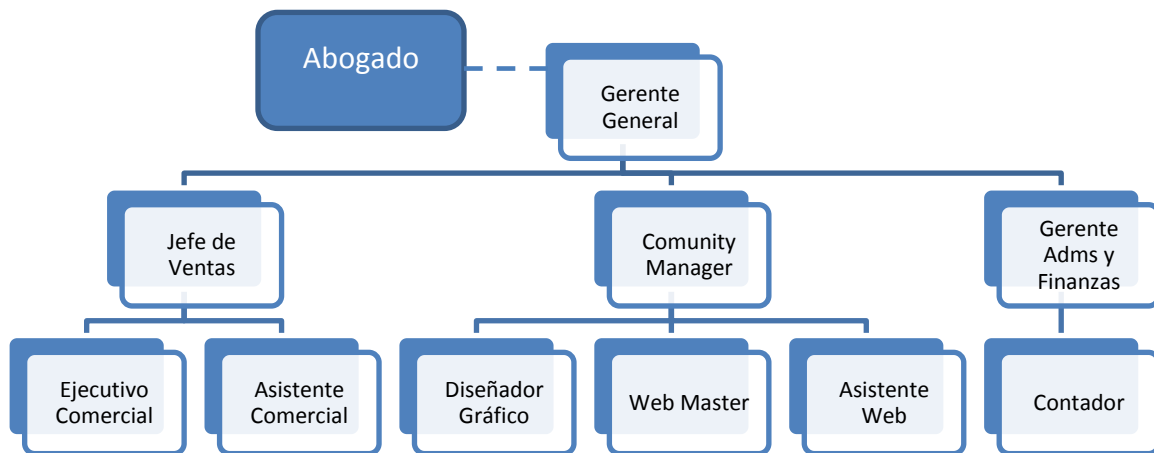 Abogado
Gerente
General
Jefe de
Ventas
Comunity
Manager
Gerente
Adms y
Finanzas
Ejecutivo
Comercial
Asistente
Comercial
Diseñador
Gráfico
Web Master
Asistente
Web
Contador